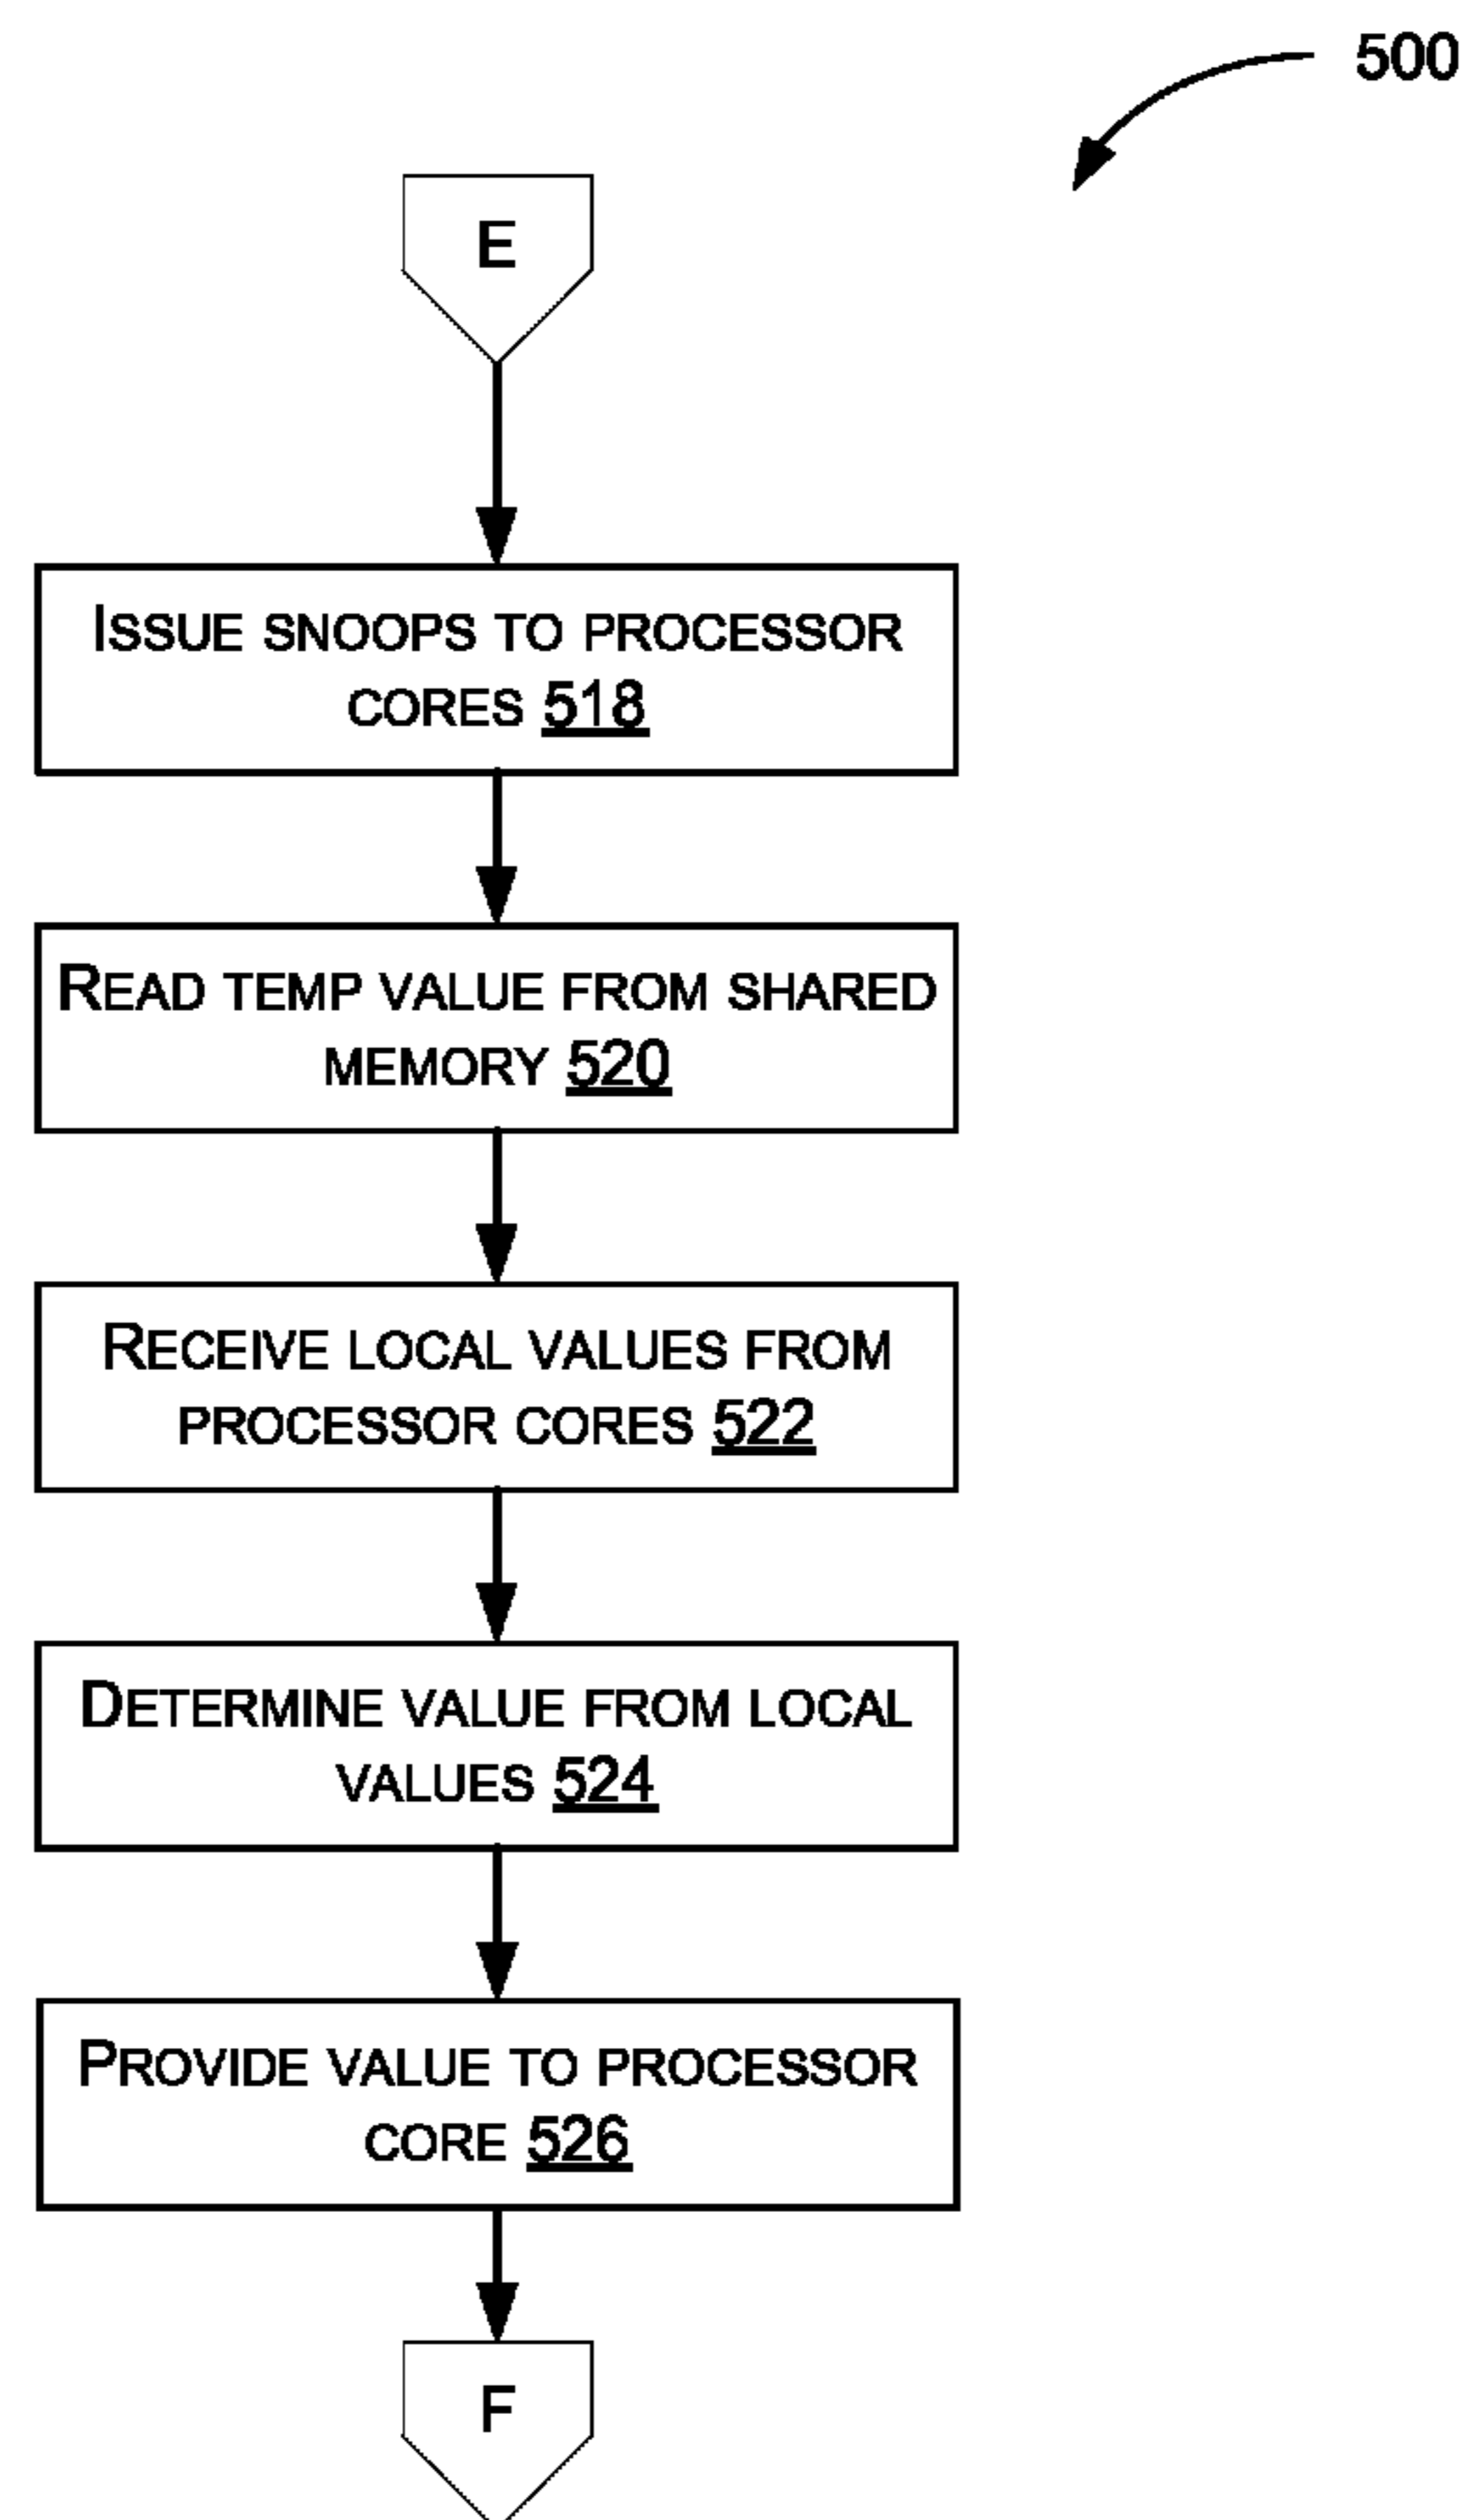 500
E
ISSUE SNOOPS TO PROCESSOR
CORES 518
READ TEMP VALUE FROM SHARED
MEMORY 520
RECEIVE LOCAL VALUES FROM
PROCESSOR CORES 522
DETERMINE VALUE FROM LOCAL
VALUES 524
PROVIDE VALUE TO PROCESSOR
CORE 526
F